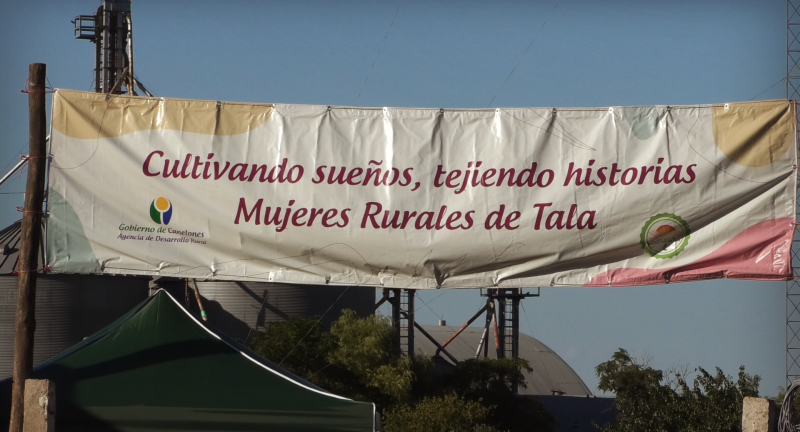 Cultivando sueños, tejiendo historias
Mujeres Rurales de Tala
Gobierno de Canelones
Agencia de Desarrollo Rural